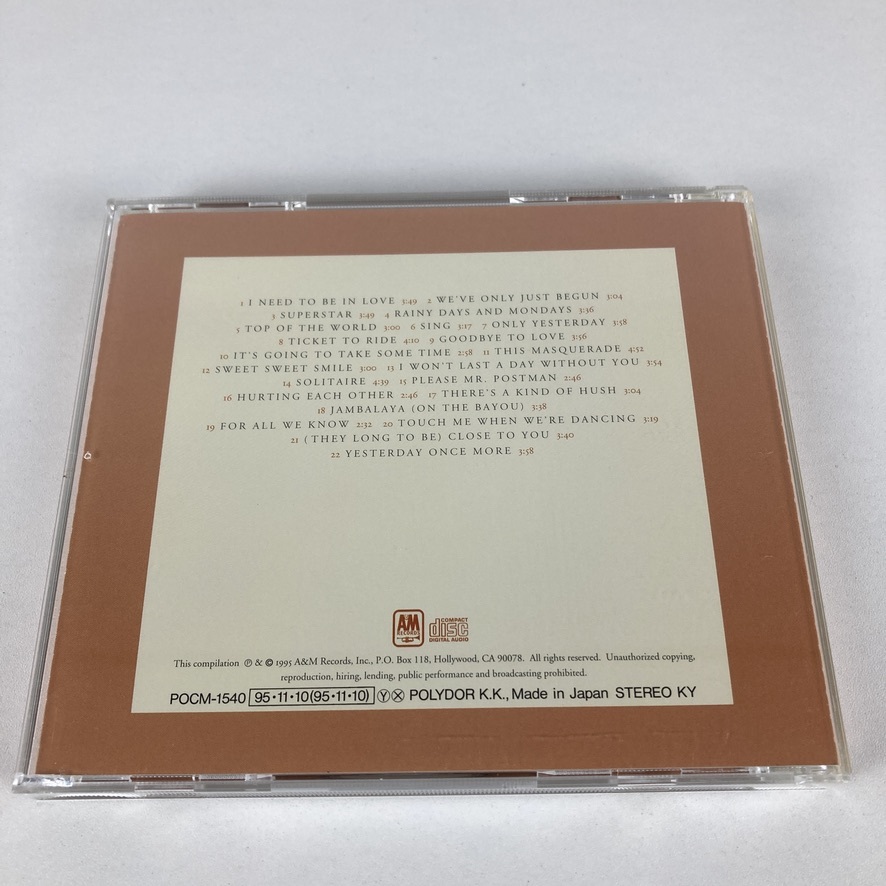 1 I NEED TO BE IN LOVE 3:49 2 WE'VE ONLY JUST BEGUN 3:04
3 SUPERSTAR 3:49 4 RAINY DAYS AND MONDAYS 3:36
5 TOP OF THE WORLD 3:00 6 SING 3:17 7 ONLY YESTERDAY 3:58
8 TICKET TO RIDE 4:10 9 GOODBYE TO LOVE 3:56
10 IT'S GOING TO TAKE SOME TIME 2:58 11 THIS MASQUERADE 4:52
12 SWEET SWEET SMILE 3:00 13 I WON'T LAST A DAY WITHOUT YOU 3:54
14 SOLITAIRE 4:39 15 PLEASE MR. POSTMAN 2:46
16 HURTING EACH OTHER 2:46 17 THERE'S A KIND OF HUSH 3:04
18 JAMBALAYA (ON THE BAYOU) 3:38
19 FOR ALL WE KNOW 2:32 20 TOUCH ME WHEN WE'RE DANCING 3:19
21 (THEY LONG TO BE) CLOSE TO YOU 3:40
22 YESTERDAY ONCE MORE 3:58
A&M RECORDS
COMPACT disc DIGITAL AUDIO
This compilation ℗ & © 1995 A&M Records, Inc., P.O. Box 118, Hollywood, CA 90078. All rights reserved. Unauthorized copying,
reproduction, hiring, lending, public performance and broadcasting prohibited.
POCM-1540 95·11·10(95·11·10) Ⓨ Ⓧ POLYDOR K.K., Made in Japan STEREO KY